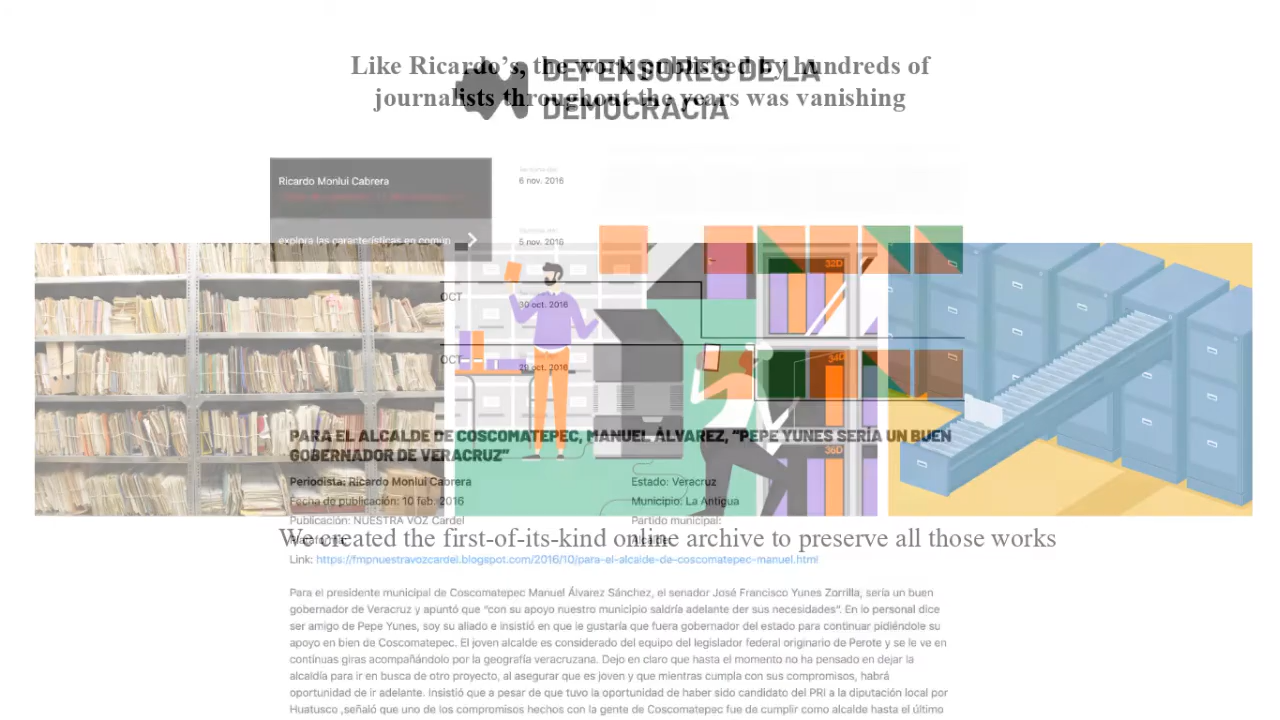 Like Ricardo's, the work published by hundreds of
journalists throughout the years was vanishing
DEFENSORES DE LA
DEMOCRACIA
Ricardo Monlui Cabrera
explora las características en común
6 nov. 2016
5 nov. 2016
OCT
30 oct. 2016
OCT
29 oct. 2016
32D
34D
36D
PARA EL ALCALDE DE COSCOMATEPEC, MANUEL ÁLVAREZ, “PEPE YUNES SERÍA UN BUEN
GOBERNADOR DE VERACRUZ”
Periodista: Ricardo Monlui Cabrera
Estado: Veracruz
Fecha de publicación: 10 feb. 2016
Municipio: La Antigua
Publicación: NUESTRA VOZ Cardel
Partido municipal:
We created the first-of-its-kind online archive to preserve all those works
Link: https://fmpnuestravozcardel.blogspot.com/2016/10/para-el-alcalde-de-coscomatepec-manuel.html
Para el presidente municipal de Coscomatepec Manuel Álvarez Sánchez, el senador José Francisco Yunes Zorrilla, sería un buen
gobernador de Veracruz y apuntó que “con su apoyo nuestro municipio saldría adelante der sus necesidades”. En lo personal dice
ser amigo de Pepe Yunes, soy su aliado e insistió en que le gustaría que fuera gobernador del estado para continuar pidiéndole su
apoyo en bien de Coscomatepec. El joven alcalde es considerado del equipo del legislador federal originario de Perote y se le ve en
continuas giras acompañándolo por la geografía veracruzana. Dejo en claro que hasta el momento no ha pensado en dejar la
alcaldía para ir en busca de otro proyecto, al asegurar que es joven y que mientras cumpla con sus compromisos, habrá
oportunidad de ir adelante. Insistió que a pesar de que tuvo la oportunidad de haber sido candidato del PRI a la diputación local por
Huatusco ,señaló que uno de los compromisos hechos con la gente de Coscomatepec fue de cumplir como alcalde hasta el último